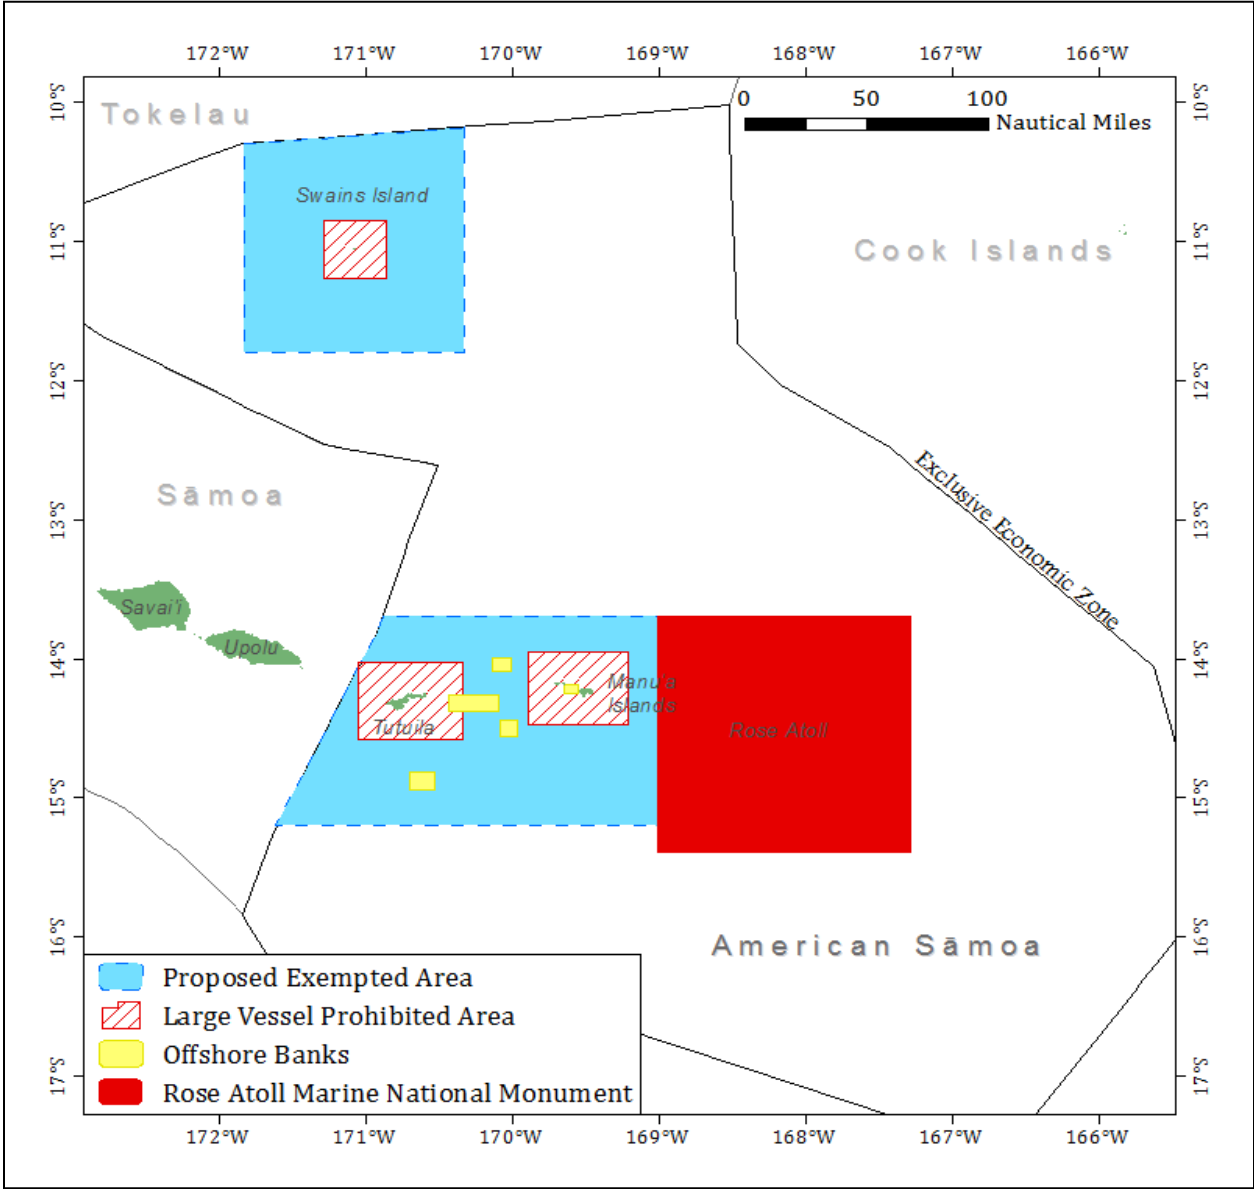 172°W 171°W 170°W 169°W 168°W 167°W 166°W
0 50 100
Nautical Miles
10°S
10°S
Tokelau
Swains Island
11°S
11°S
Cook Islands
12°S
12°S
Exclusive Economic Zone
Sāmoa
13°S
13°S
Savai'i
Upolu
14°S
14°S
Manu'a
Islands
Tutuila
Rose Atoll
15°S
15°S
16°S
16°S
American Sāmoa
Proposed Exempted Area
Large Vessel Prohibited Area
Offshore Banks
17°S
17°S
Rose Atoll Marine National Monument
172°W 171°W 170°W 169°W 168°W 167°W 166°W